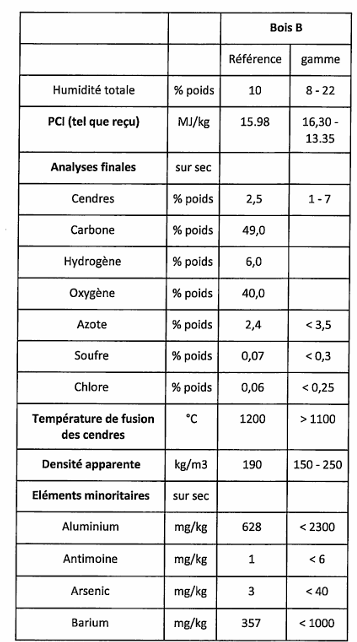 Bois B
Référence gamme
Humidité totale % poids 10 8 - 22
PCI (tel que reçu) MJ/kg 15.98 16,30 -
13.35
Analyses finales sur sec
Cendres % poids 2,5 1 - 7
Carbone % poids 49,0
Hydrogène % poids 6,0
Oxygène % poids 40,0
Azote % poids 2,4 < 3,5
Soufre % poids 0,07 < 0,3
Chlore % poids 0,06 < 0,25
Température de fusion °C 1200 > 1100
des cendres
Densité apparente kg/m3 190 150 - 250
Eléments minoritaires sur sec
Aluminium mg/kg 628 < 2300
Antimoine mg/kg 1 < 6
Arsenic mg/kg 3 < 40
Barium mg/kg 357 < 1000